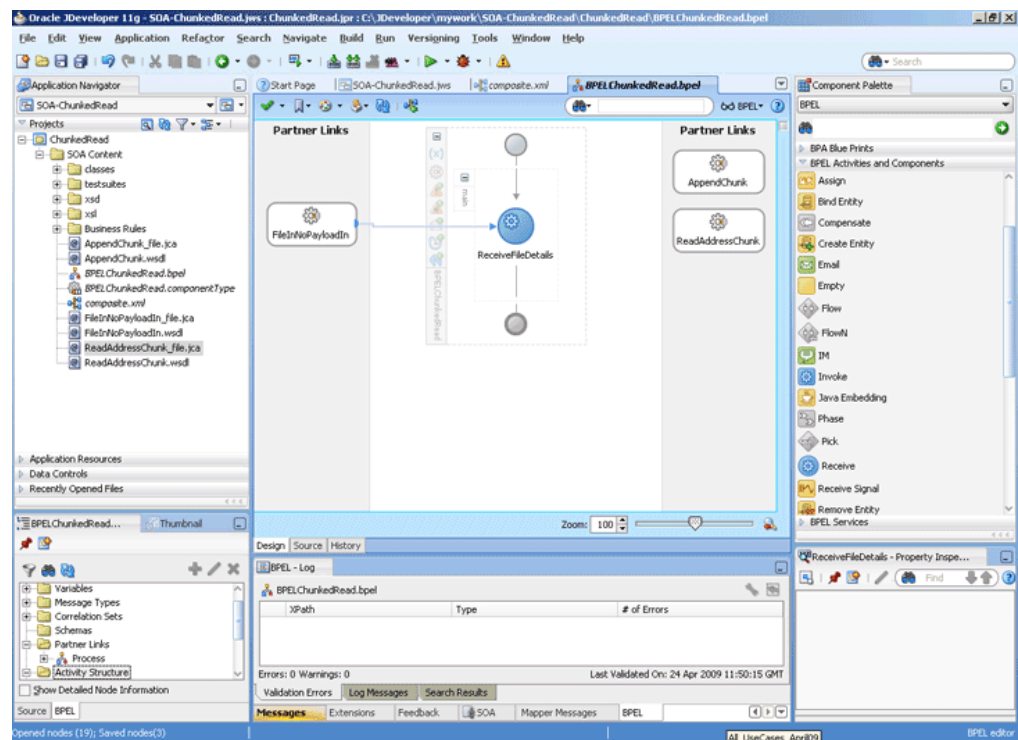 Oracle JDeveloper 11g - SOA-ChunkedRead.jws : ChunkedRead.jpr : C:\JDeveloper\mywork\SOA-ChunkedRead\ChunkedRead\BPELChunkedRead.bpel
File Edit View Application Refactor Search Navigate Build Run Versioning Tools Window Help
Search
Application Navigator
SOA-ChunkedRead
Projects
ChunkedRead
SOA Content
classes
testsuites
xsd
xsl
Business Rules
AppendChunk_file.jca
AppendChunk.wsdl
BPELChunkedRead.bpel
BPELChunkedRead.componentType
composite.xml
FileInNoPayloadIn_file.jca
FileInNoPayloadIn.wsdl
ReadAddressChunk_file.jca
ReadAddressChunk.wsdl
Application Resources
Data Controls
Recently Opened Files
BPELChunkedRead... Thumbnail
Variables
Message Types
Correlation Sets
Schemas
Partner Links
Process
Activity Structure
Show Detailed Node Information
Source BPEL
Start Page SOA-ChunkedRead.jws composite.xml BPELChunkedRead.bpel
BPEL
Partner Links
Partner Links
main
FileInNoPayloadIn
ReceiveFileDetails
BPELChunkedRead
AppendChunk
ReadAddressChunk
Zoom: 100
Design Source History
BPEL - Log
BPELChunkedRead.bpel
XPath Type # of Errors
Errors: 0 Warnings: 0 Last Validated On: 24 Apr 2009 11:50:15 GMT
Validation Errors Log Messages Search Results
Messages Extensions Feedback SOA Mapper Messages BPEL
Component Palette
BPEL
BPA Blue Prints
BPEL Activities and Components
Assign
Bind Entity
Compensate
Create Entity
Email
Empty
Flow
FlowN
IM
Invoke
Java Embedding
Phase
Pick
Receive
Receive Signal
Remove Entity
BPEL Services
ReceiveFileDetails - Property Inspe...
Find
Opened nodes (19); Saved nodes(3)
All_UseCases_April09
BPEL editor